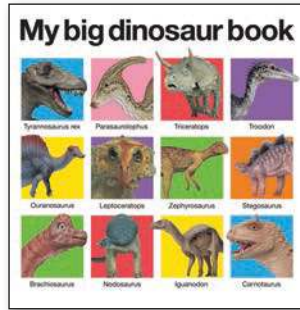 My big dinosaur book
Tyrannosaurus rex Parasaurolophus Triceratops Troodon
Ouranosaurus Leptoceratops Zephyrosaurus Stegosaurus
Brachiosaurus Nodosaurus Iguanodon Carnotaurus